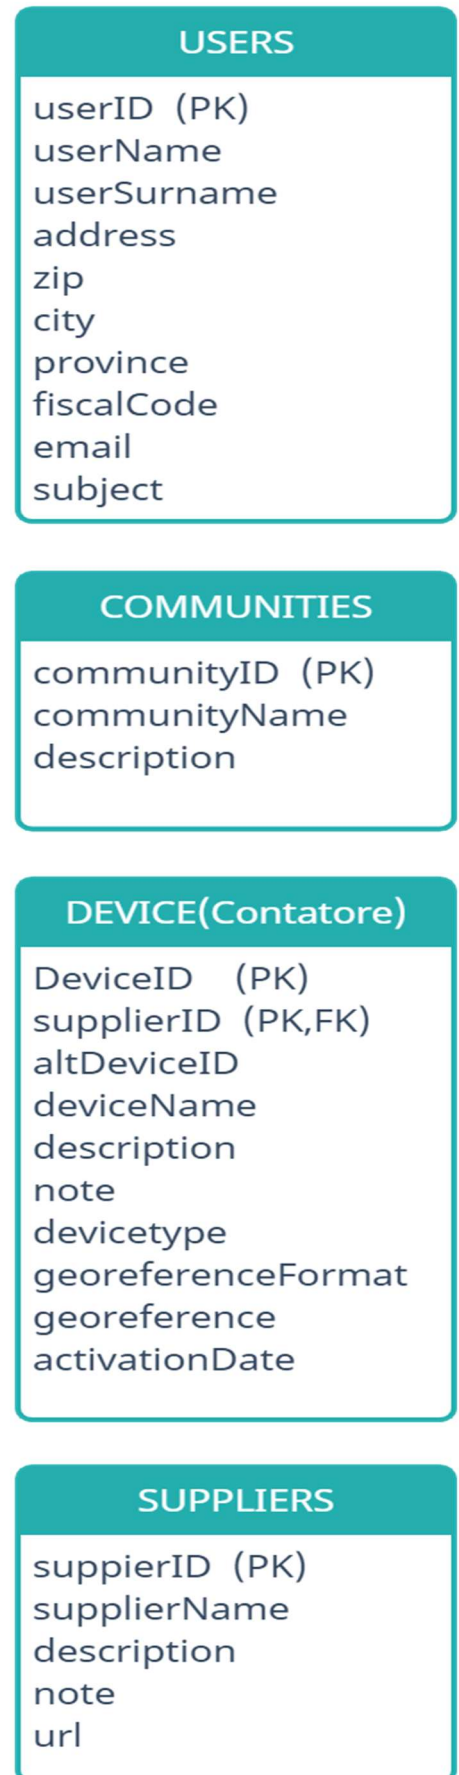 USERS
userID (PK)
userName
userSurname
address
zip
city
province
fiscalCode
email
subject
COMMUNITIES
communityID (PK)
communityName
description
DEVICE(Contatore)
DeviceID (PK)
supplierID (PK,FK)
altDeviceID
deviceName
description
note
devicetype
georeferenceFormat
georeference
activationDate
SUPPLIERS
suppierID (PK)
supplierName
description
note
url